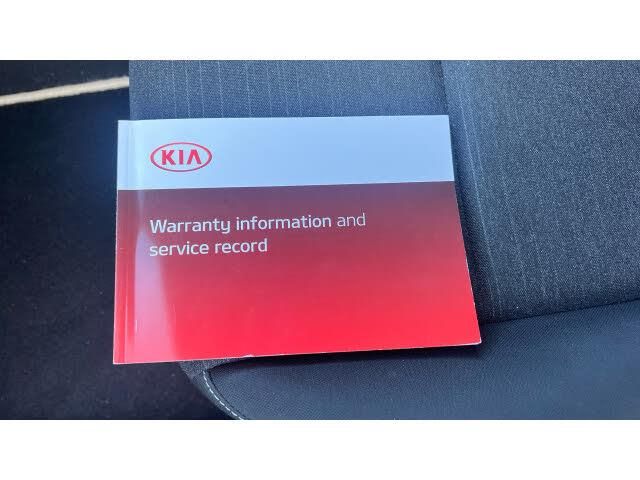 KIA
Warranty information and
service record